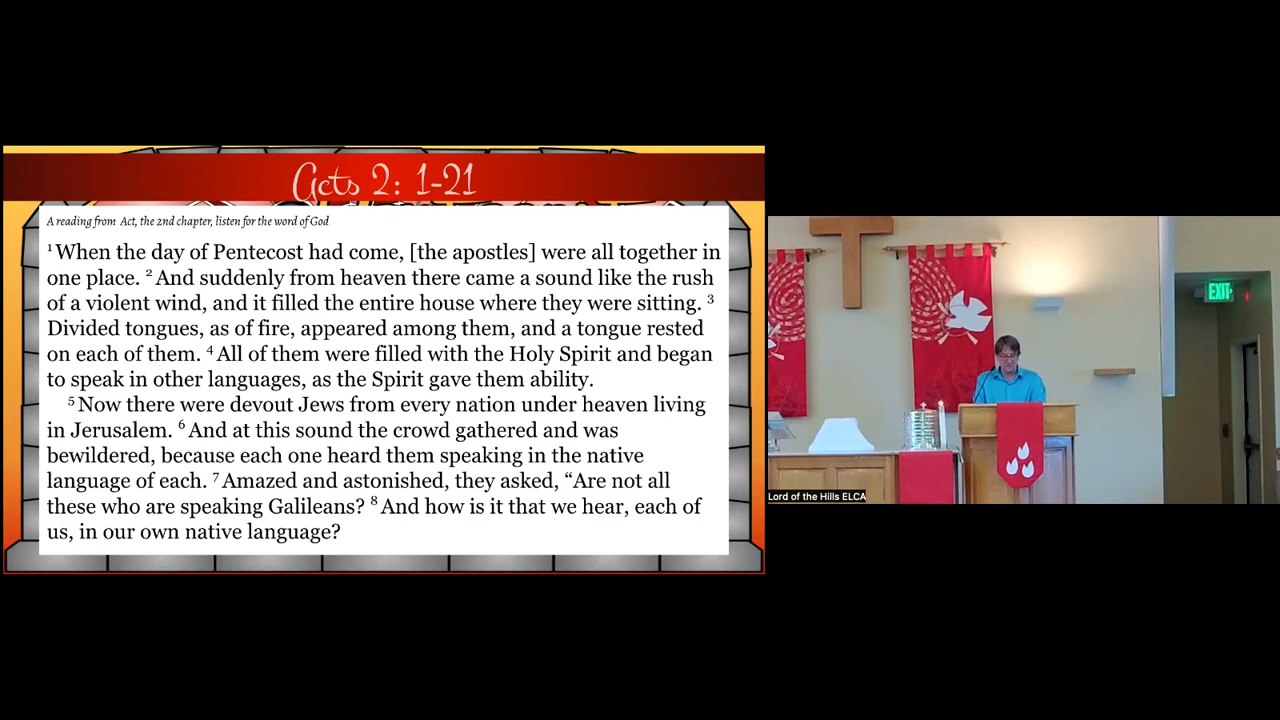 Acts 2: 1-21
A reading from Act, the 2nd chapter, listen for the word of God
1 When the day of Pentecost had come, [the apostles] were all together in
one place. 2 And suddenly from heaven there came a sound like the rush
of a violent wind, and it filled the entire house where they were sitting. 3
Divided tongues, as of fire, appeared among them, and a tongue rested
on each of them. 4 All of them were filled with the Holy Spirit and began
to speak in other languages, as the Spirit gave them ability.
5 Now there were devout Jews from every nation under heaven living
in Jerusalem. 6 And at this sound the crowd gathered and was
bewildered, because each one heard them speaking in the native
language of each. 7 Amazed and astonished, they asked, “Are not all
these who are speaking Galileans? 8 And how is it that we hear, each of
us, in our own native language?
EXIT
Lord of the Hills ELCA